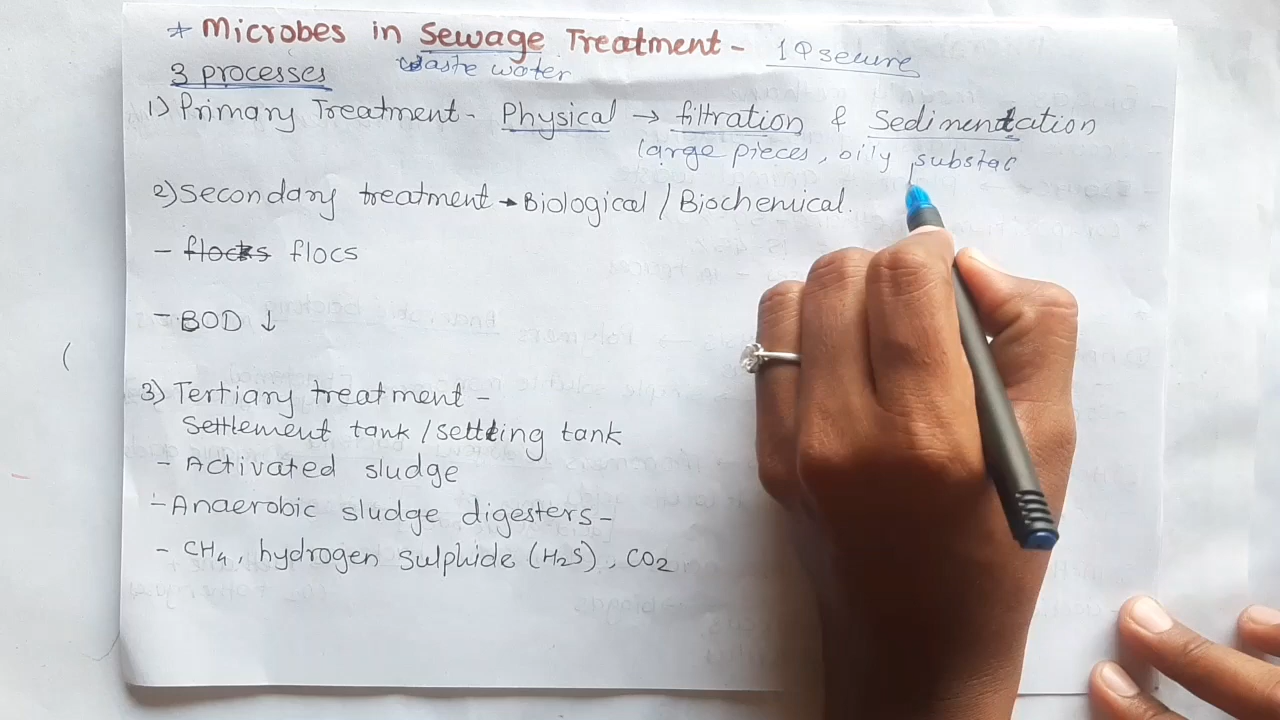 * Microbes in Sewage Treatment - 1Q secure
3 processes waste water
1) Primary Treatment - Physical → filtration & Sedimentation
large pieces, oily substac
2) Secondary treatment → Biological / Biochemical.
- flocks flocs
- BOD ↓
3) Tertiary treatment -
Settlement tank / settling tank
- Activated sludge
- Anaerobic sludge digesters -
- CH4, hydrogen sulphide (H2S), CO2